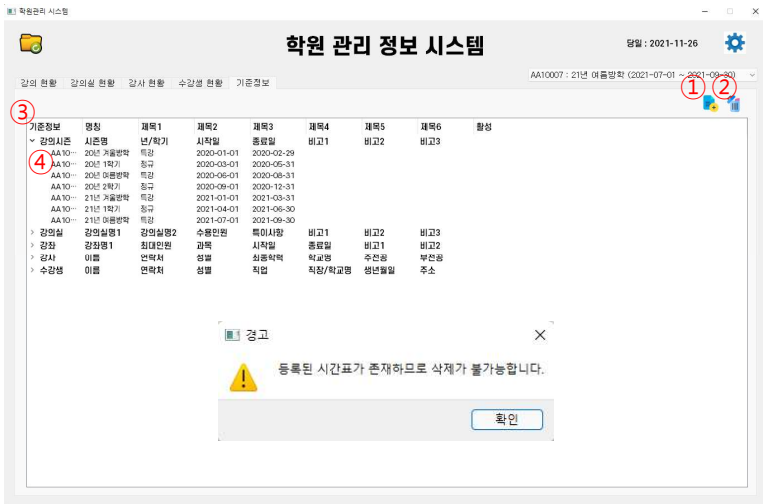 학원관리 시스템
학원 관리 정보 시스템
당일 : 2021-11-26
AA10007 : 21년 여름방학 (2021-07-01 ~ 2021-09-30)
강의 현황 강의실 현황 강사 현황 수강생 현황 기준정보
① ②
③
기준정보 명칭 제목1 제목2 제목3 제목4 제목5 제목6 활성
강의시즌 시즌명 년/학기 시작일 종료일 비고1 비고2 비고3
④
AA10… 20년 겨울방학 특강 2020-01-01 2020-02-29
AA10… 20년 1학기 정규 2020-03-01 2020-05-31
AA10… 20년 여름방학 특강 2020-06-01 2020-08-31
AA10… 20년 2학기 정규 2020-09-01 2020-12-31
AA10… 21년 겨울방학 특강 2021-01-01 2021-03-31
AA10… 21년 1학기 정규 2021-04-01 2021-06-30
AA10… 21년 여름방학 특강 2021-07-01 2021-09-30
강의실 강의실명1 강의실명2 수용인원 특이사항 비고1 비고2 비고3
강좌 강좌명1 최대인원 과목 시작일 종료일 비고1 비고2
강사 이름 연락처 성별 최종학력 학교명 주전공 부전공
수강생 이름 연락처 성별 직업 직장/학교명 생년월일 주소
경고
등록된 시간표가 존재하므로 삭제가 불가능합니다.
확인